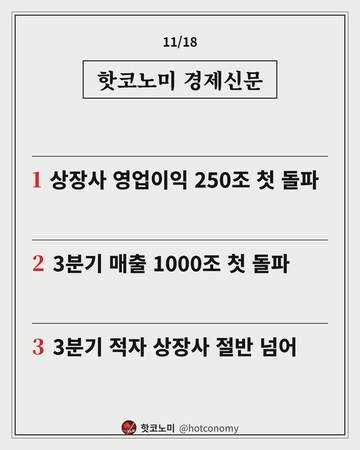 11/18
핫코노미 경제신문
1 상장사 영업이익 250조 첫 돌파
2 3분기 매출 1000조 첫 돌파
3 3분기 적자 상장사 절반 넘어
핫코노미 @hotconomy